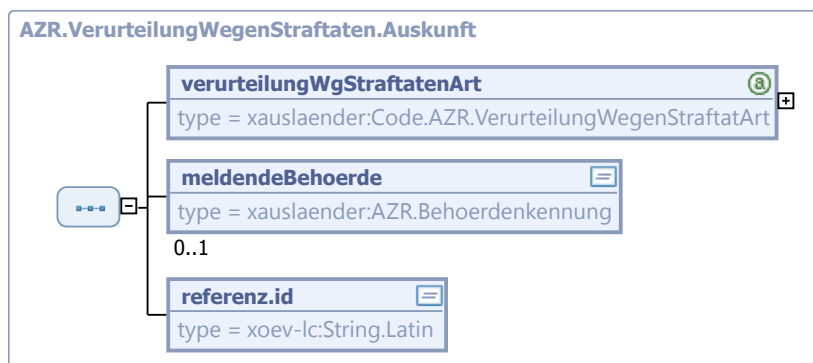 AZR.VerurteilungWegenStraftaten.Auskunft
verurteilungWgStraftatenArt
type = xauslaender:Code.AZR.VerurteilungWegenStraftatArt
meldendeBehoerde
type = xauslaender:AZR.Behoerdenkennung
0..1
referenz.id
type = xoev-lc:String.Latin